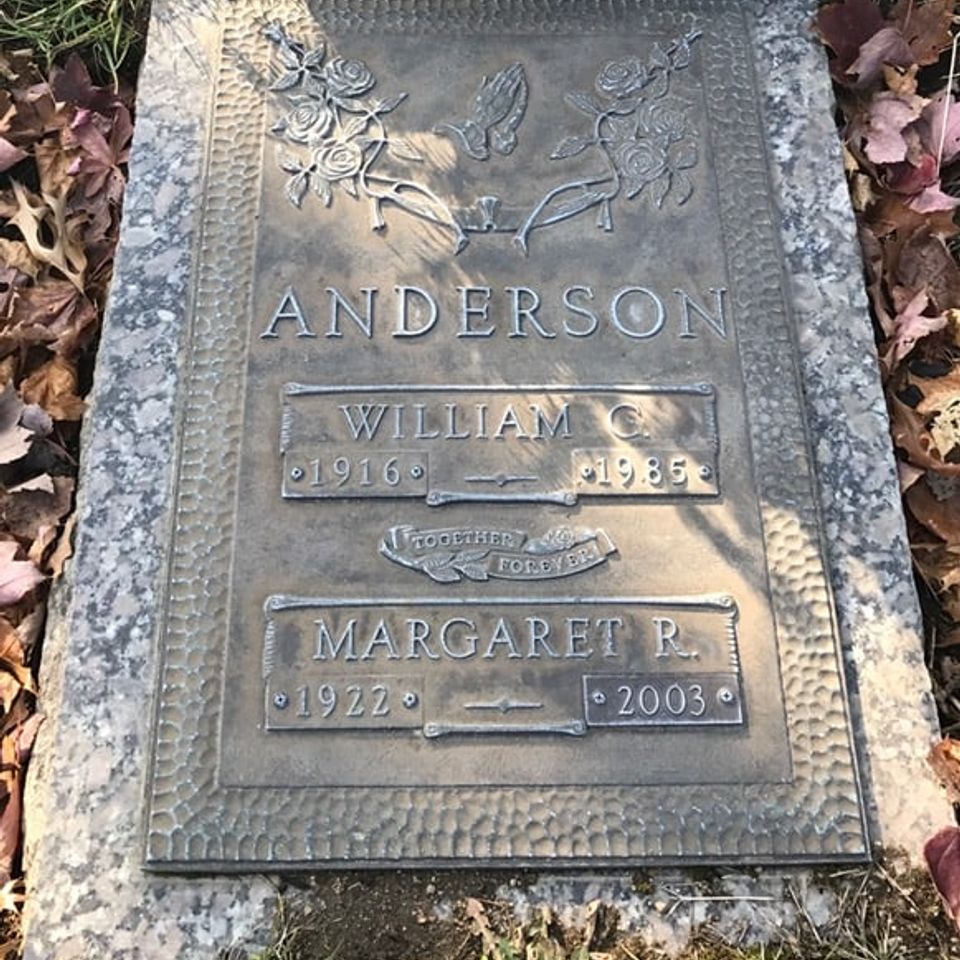 ANDERSON
WILLIAM C.
1916 1985
TOGETHER
FOREVER
MARGARET R.
1922 2003